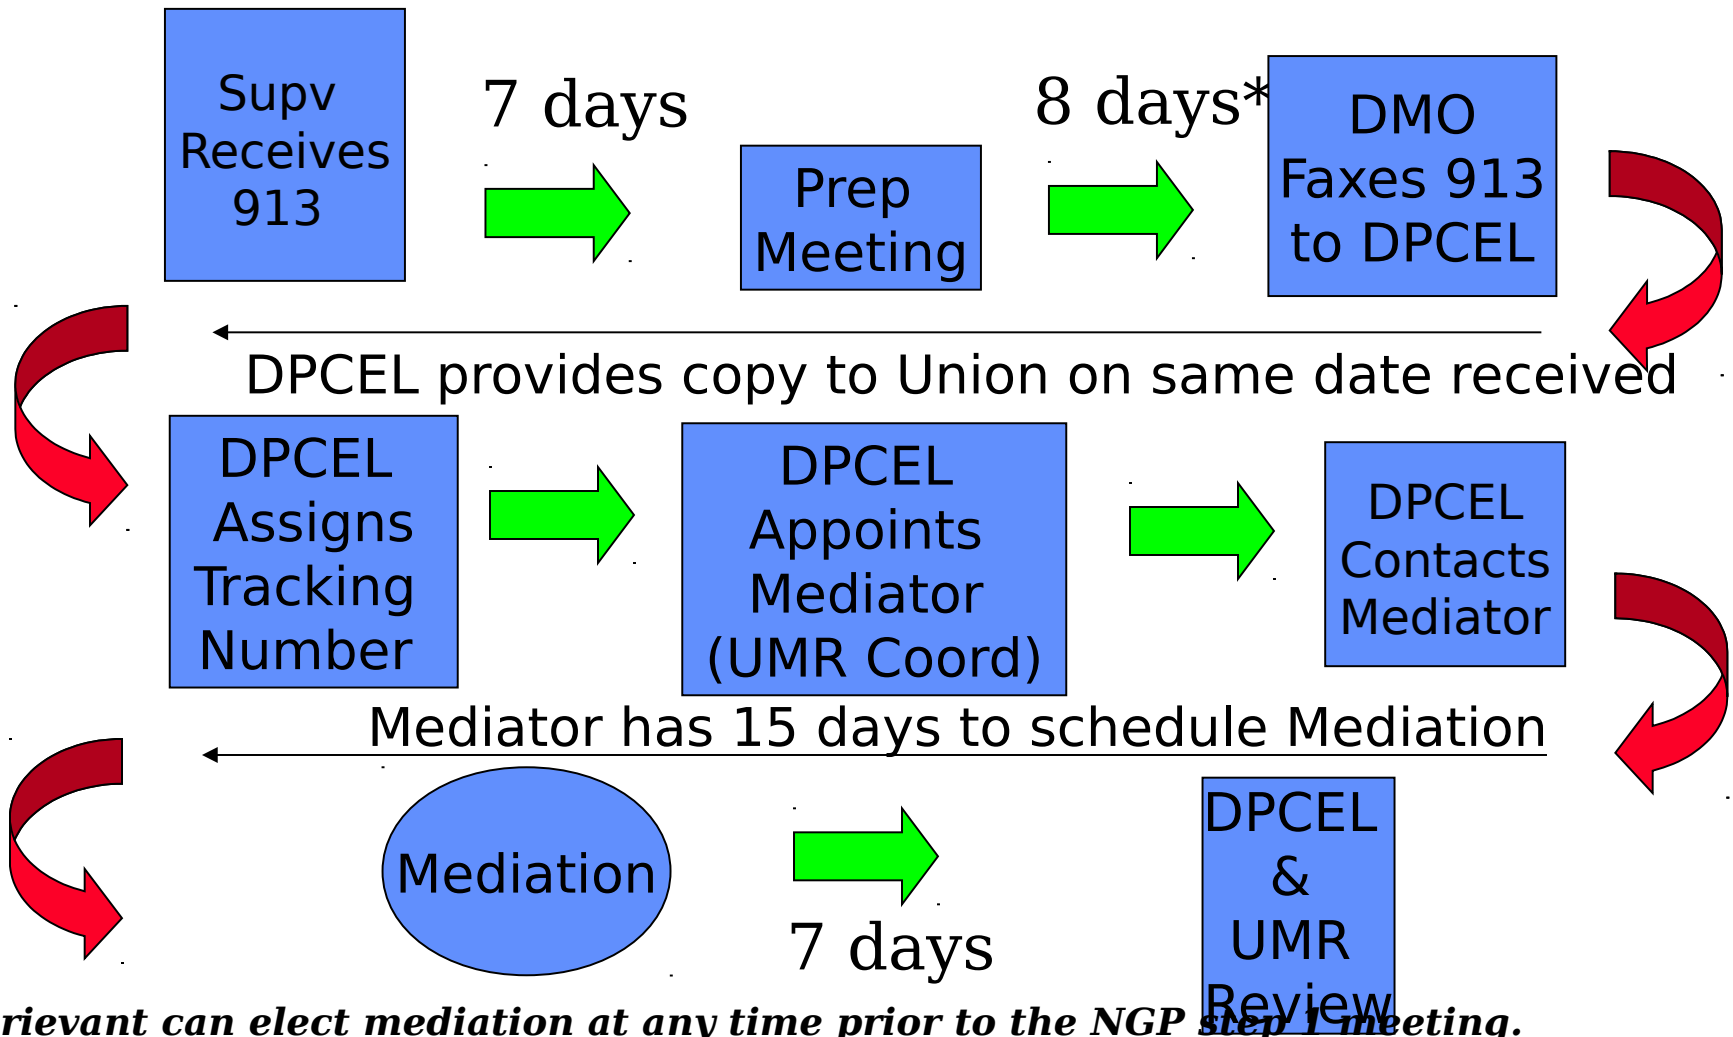 Supv
Receives
913
7 days
Prep
Meeting
8 days*
DMO
Faxes 913
to DPCEL
DPCEL provides copy to Union on same date received
DPCEL
Assigns
Tracking
Number
DPCEL
Appoints
Mediator
(UMR Coord)
DPCEL
Contacts
Mediator
Mediator has 15 days to schedule Mediation
Mediation
7 days
DPCEL
&
UMR
Review
rievant can elect mediation at any time prior to the NGP step 1 meeting.